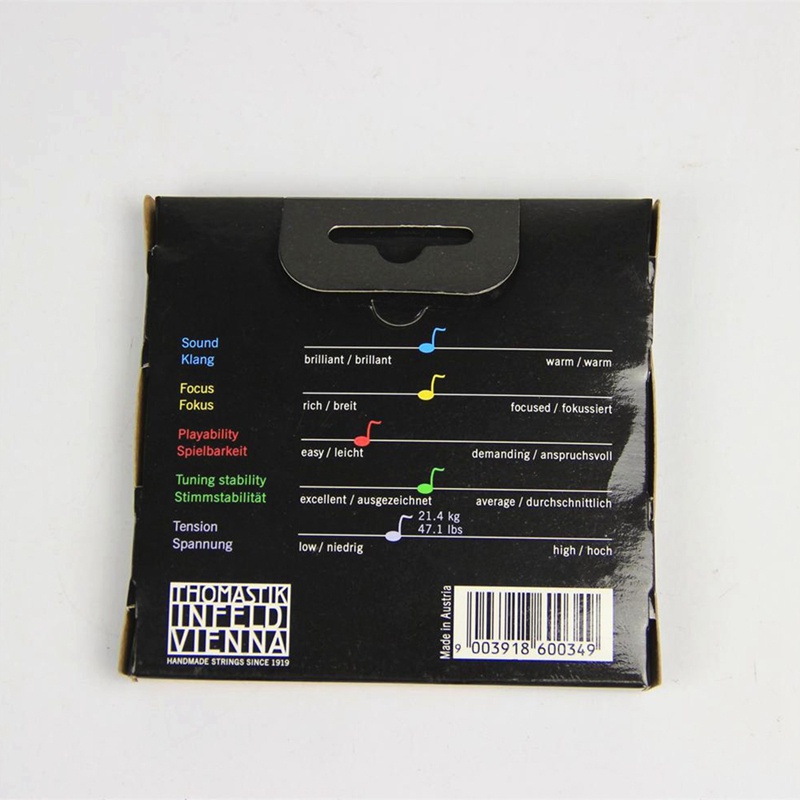 Sound
Klang
brilliant / brillant
warm / warm
Focus
Fokus
rich / breit
focused / fokussiert
Playability
Spielbarkeit
easy / leicht
demanding / anspruchsvoll
Tuning stability
Stimmstabilität
excellent / ausgezeichnet
average / durchschnittlich
Tension
Spannung
21.4 kg
47.1 lbs
low / niedrig
high / hoch
THOMASTIK
INFELD
VIENNA
HANDMADE STRINGS SINCE 1919
Made in Austria
9 003918 600349